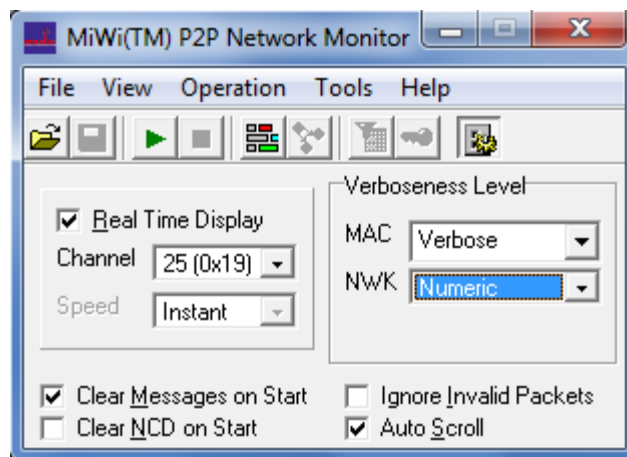 MiWi(TM) P2P Network Monitor
File View Operation Tools Help
Real Time Display
Channel 25 (0x19)
Speed Instant
Verboseness Level
MAC Verbose
NWK Numeric
Clear Messages on Start
Clear NCD on Start
Ignore Invalid Packets
Auto Scroll